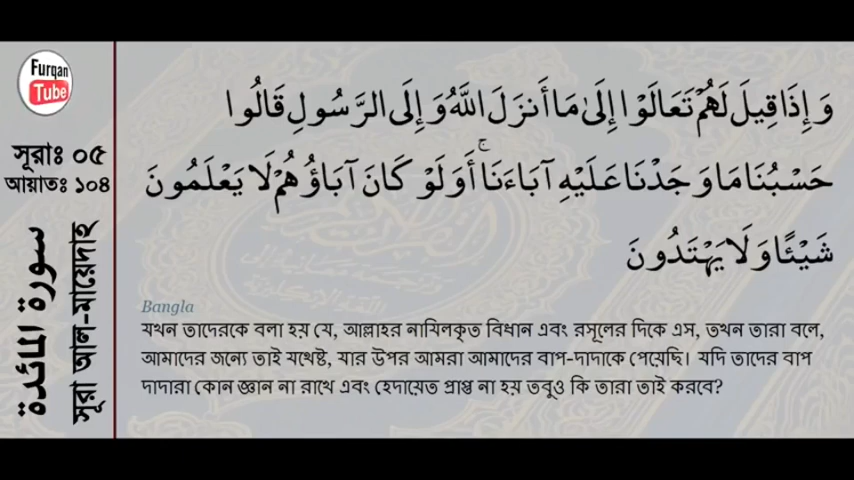 Furqan
Tube
সূরাঃ ০৫
আয়াতঃ ১০৪
سورة المائدة
সূরা আল-মায়েদাহ
وَإِذَا قِيلَ لَهُمْ تَعَالَوْا إِلَىٰ مَا أَنزَلَ اللَّهُ وَإِلَى الرَّسُولِ قَالُوا
حَسْبُنَا مَا وَجَدْنَا عَلَيْهِ آبَاءَنَا ۚ أَوَلَوْ كَانَ آبَاؤُهُمْ لَا يَعْلَمُونَ
شَيْئًا وَلَا يَهْتَدُونَ
Bangla
যখন তাদেরকে বলা হয় যে, আল্লাহর নাযিলকৃত বিধান এবং রসূলের দিকে এস, তখন তারা বলে,
আমাদের জন্যে তাই যথেষ্ট, যার উপর আমরা আমাদের বাপ-দাদাকে পেয়েছি। যদি তাদের বাপ
দাদারা কোন জ্ঞান না রাখে এবং হেদায়েত প্রাপ্ত না হয় তবুও কি তারা তাই করবে?